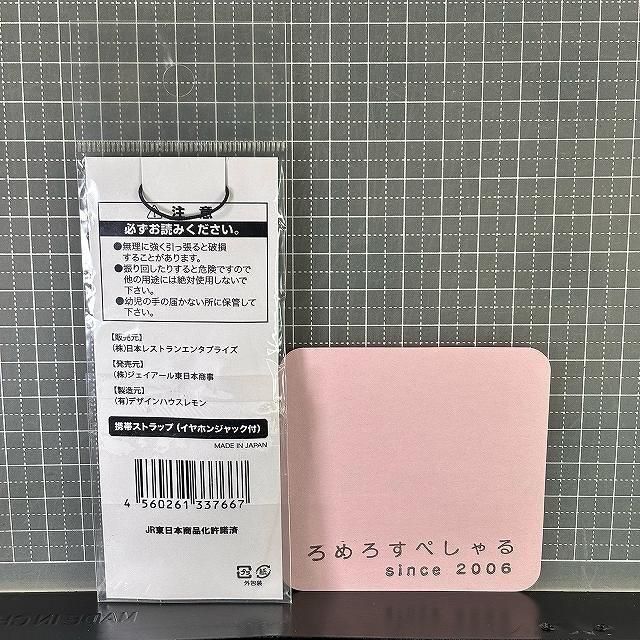 ⚠ 注意
必ずお読みください。
●無理に強く引っ張ると破損
することがあります。
●張り回したりすると危険ですので
他の用途には絶対使用しないで
下さい。
●幼児の手の届かない所に保管して
下さい。
【販売元】
(株)日本レストランエンタプライズ
【発売元】
(株)ジェイアール東日本商事
【製造元】
(有)デザインハウスレモン
携帯ストラップ(イヤホンジャック付)
MADE IN JAPAN
4 560261 337667
JR東日本商品化許諾済
プラ 紙
外包装
ろめろすぺしゃる
since 2006
MADE IN CH